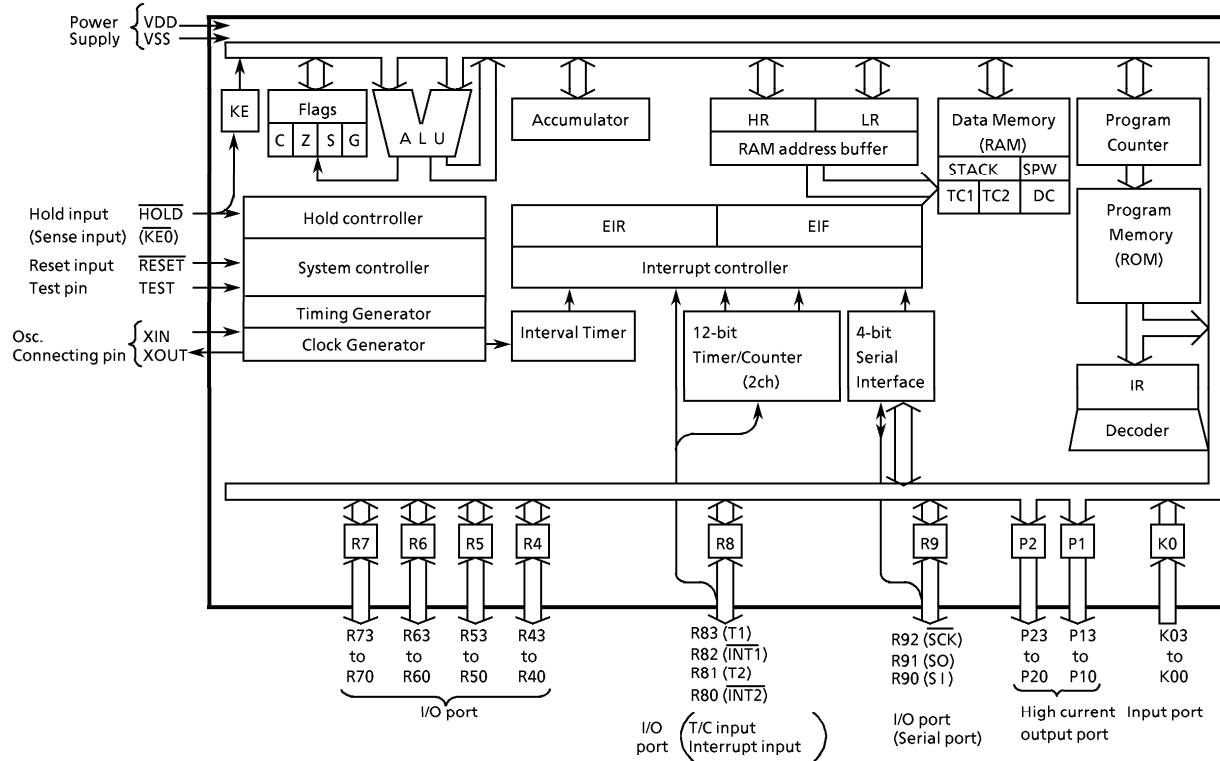 Power Supply
VDD
VSS
KE
Flags
C Z S G
ALU
Accumulator
HR LR
RAM address buffer
Data Memory
(RAM)
STACK SPW
TC1 TC2 DC
Program
Counter
Hold input HOLD
(Sense input) (KE0)
Reset input RESET
Test pin TEST
Osc.
Connecting pin
XIN
XOUT
Hold contrroller
System controller
Timing Generator
Clock Generator
EIR EIF
Interrupt controller
Interval Timer
12-bit
Timer/Counter
(2ch)
4-bit
Serial
Interface
Program
Memory
(ROM)
IR
Decoder
R7 R6 R5 R4 R8 R9 P2 P1 K0
R73 to R70
R63 to R60
R53 to R50
R43 to R40
I/O port
R83 (T1)
R82 (INT1)
R81 (T2)
R80 (INT2)
I/O port
(T/C input
Interrupt input)
R92 (SCK)
R91 (SO)
R90 (SI)
I/O port
(Serial port)
P23 to P20
P13 to P10
High current
output port
K03 to K00
Input port